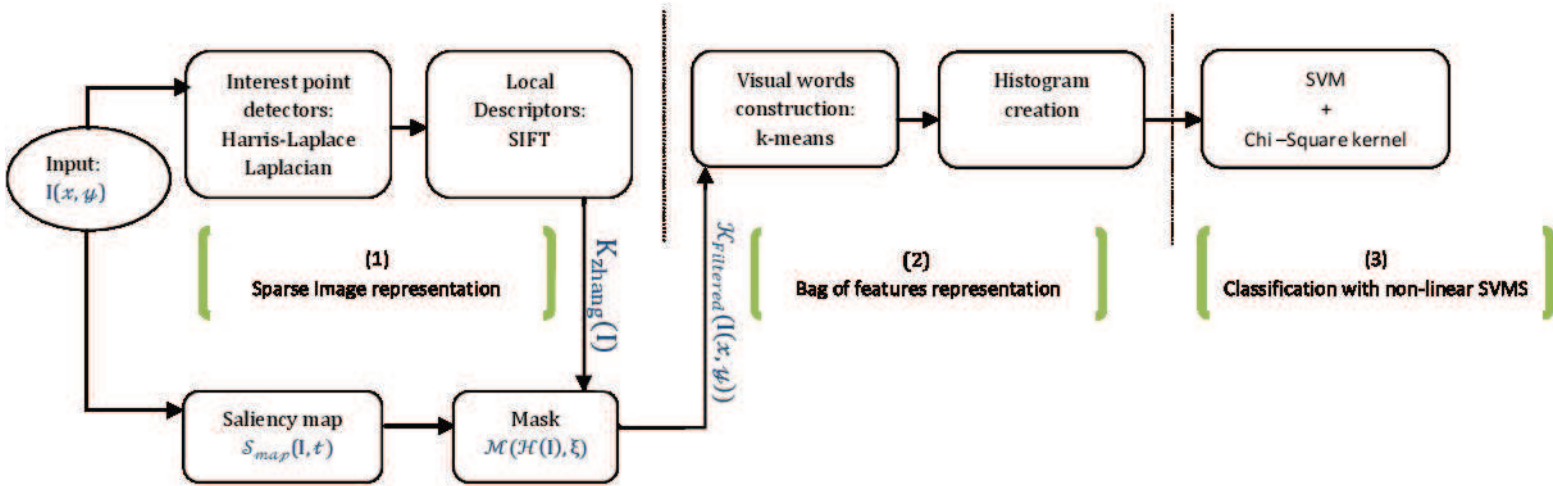 Input:
I(x, y)
Interest point
detectors:
Harris-Laplace
Laplacian
Local
Descriptors:
SIFT
(1)
Sparse Image representation
K_zhang(I)
Saliency map
S_map(I, t)
Mask
M(H(I), ξ)
K_Filtered(I(x, y))
Visual words
construction:
k-means
Histogram
creation
(2)
Bag of features representation
SVM
+
Chi –Square kernel
(3)
Classification with non-linear SVMS